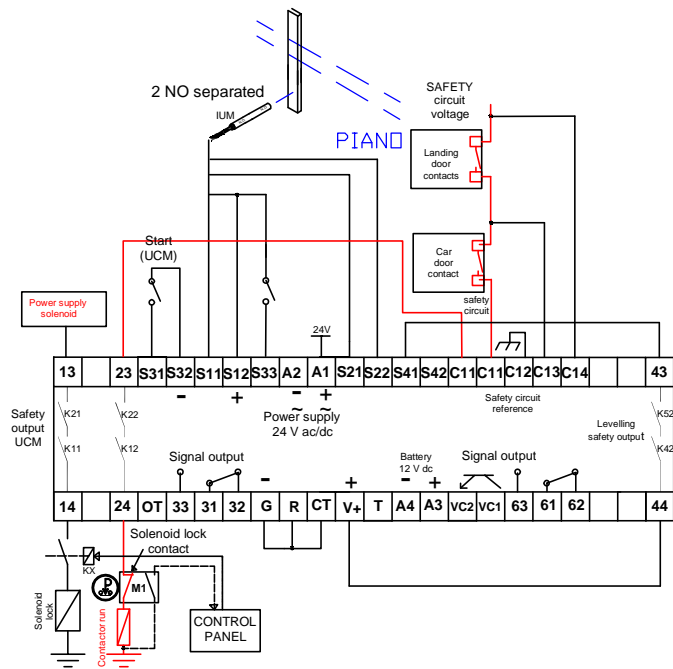 2 NO separated
IUM
PIANO
SAFETY
circuit
voltage
Landing
door
contacts
Car
door
contact
safety
circuit
Start
(UCM)
24V
Power supply
solenoid
13 23 S31 S32 S11 S12 S33 A2 A1 S21 S22 S41 S42 C11 C11 C12 C13 C14 43
- + - +
~ ~
Power supply
24 V ac/dc
Safety circuit
reference
Safety
output
UCM
K21 K22 K52
K11 K12 K42
Levelling
safety output
Signal output
Battery
12 V dc
Signal output
- + - +
14 24 OT 33 31 32 G R CT V+ T A4 A3 VC2 VC1 63 61 62 44
Solenoid lock
contact
KX
P
M1
Solenoid
lock
Contactor run
CONTROL
PANEL